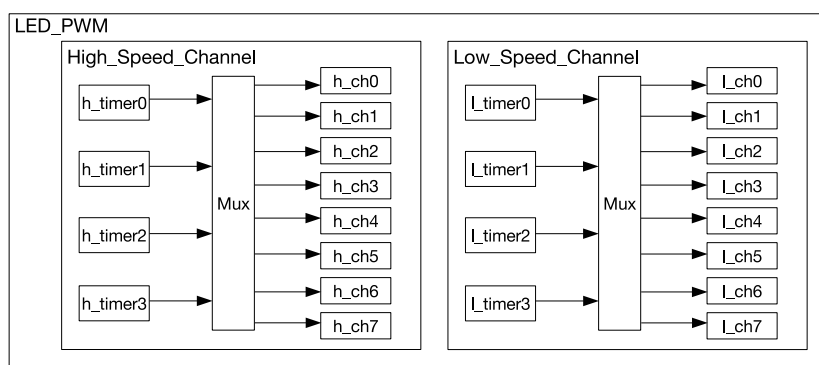 LED_PWM
High_Speed_Channel
h_timer0
h_timer1
h_timer2
h_timer3
Mux
h_ch0
h_ch1
h_ch2
h_ch3
h_ch4
h_ch5
h_ch6
h_ch7
Low_Speed_Channel
l_timer0
l_timer1
l_timer2
l_timer3
Mux
l_ch0
l_ch1
l_ch2
l_ch3
l_ch4
l_ch5
l_ch6
l_ch7